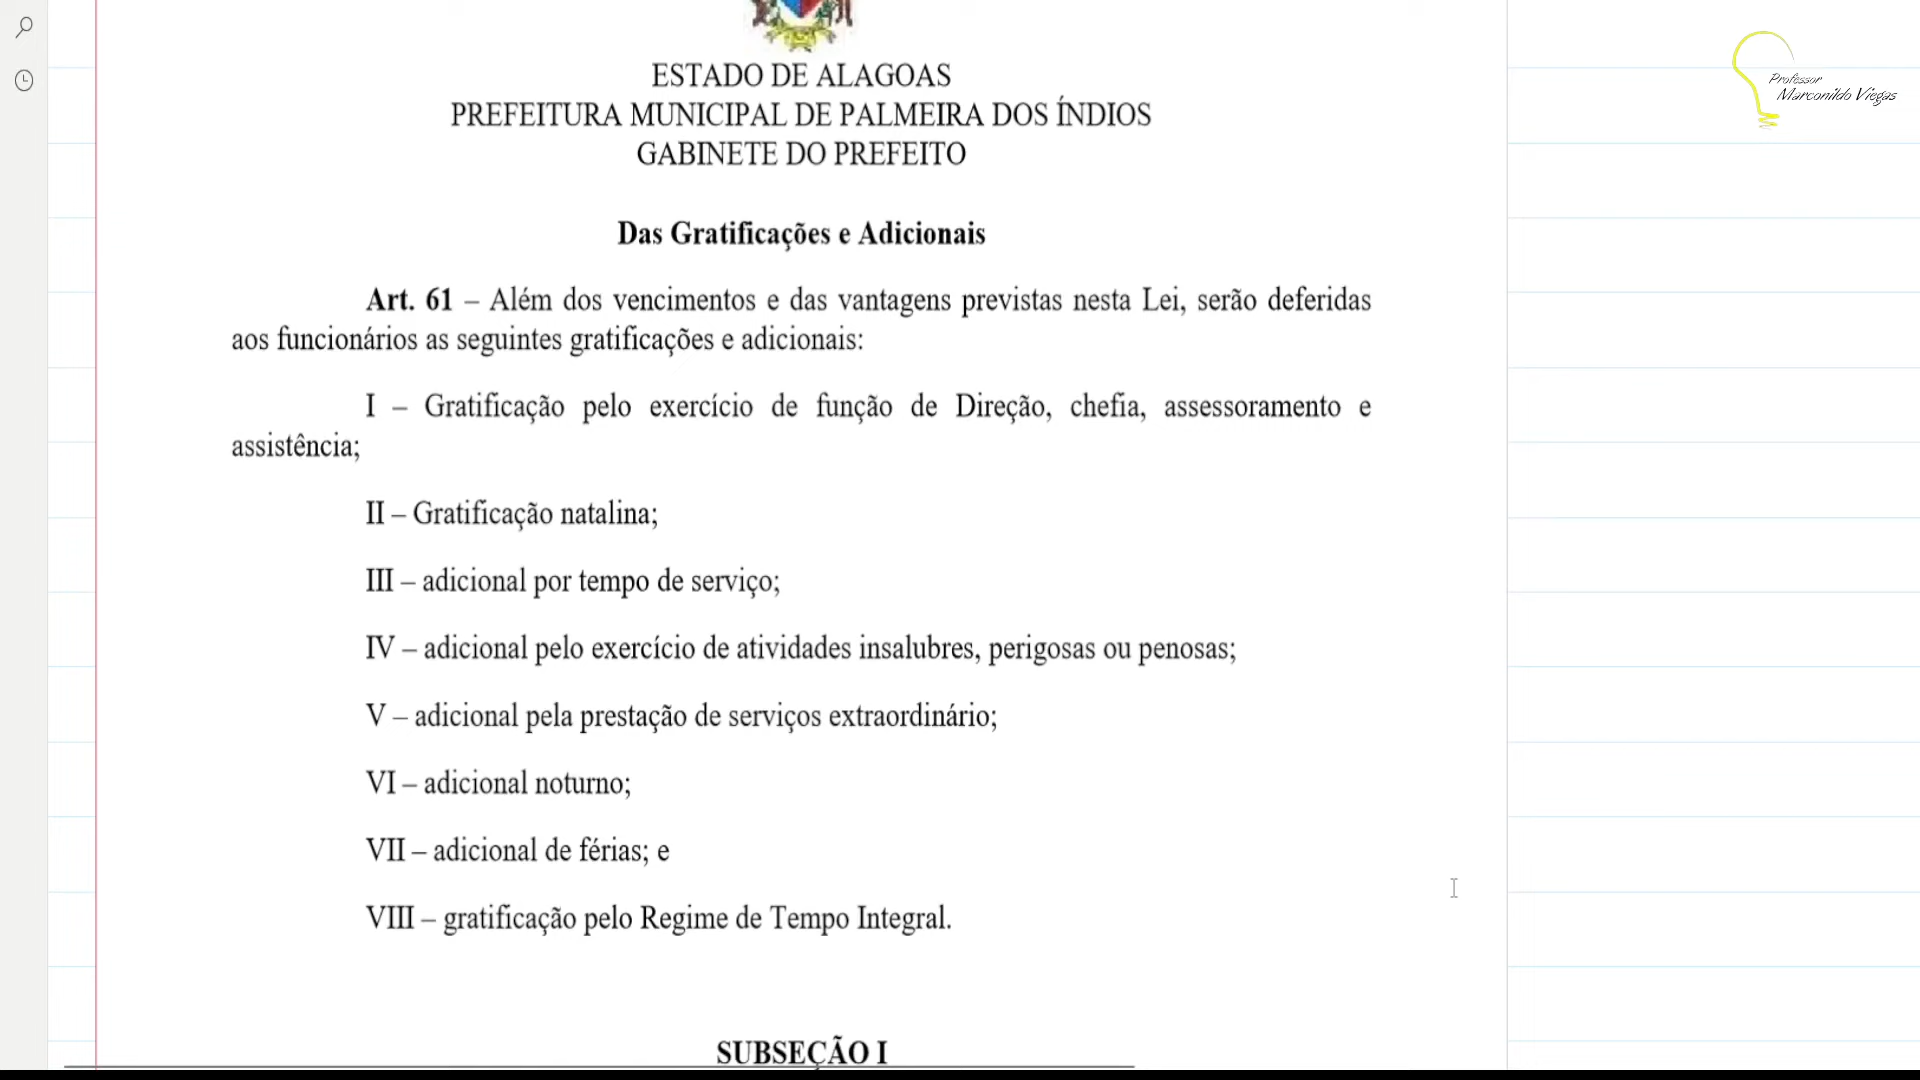 ESTADO DE ALAGOAS
PREFEITURA MUNICIPAL DE PALMEIRA DOS ÍNDIOS
GABINETE DO PREFEITO
Professor
Marconildo Viegas
Das Gratificações e Adicionais
Art. 61 – Além dos vencimentos e das vantagens previstas nesta Lei, serão deferidas
aos funcionários as seguintes gratificações e adicionais:
I – Gratificação pelo exercício de função de Direção, chefia, assessoramento e
assistência;
II – Gratificação natalina;
III – adicional por tempo de serviço;
IV – adicional pelo exercício de atividades insalubres, perigosas ou penosas;
V – adicional pela prestação de serviços extraordinário;
VI – adicional noturno;
VII – adicional de férias; e
VIII – gratificação pelo Regime de Tempo Integral.
SUBSEÇÃO I